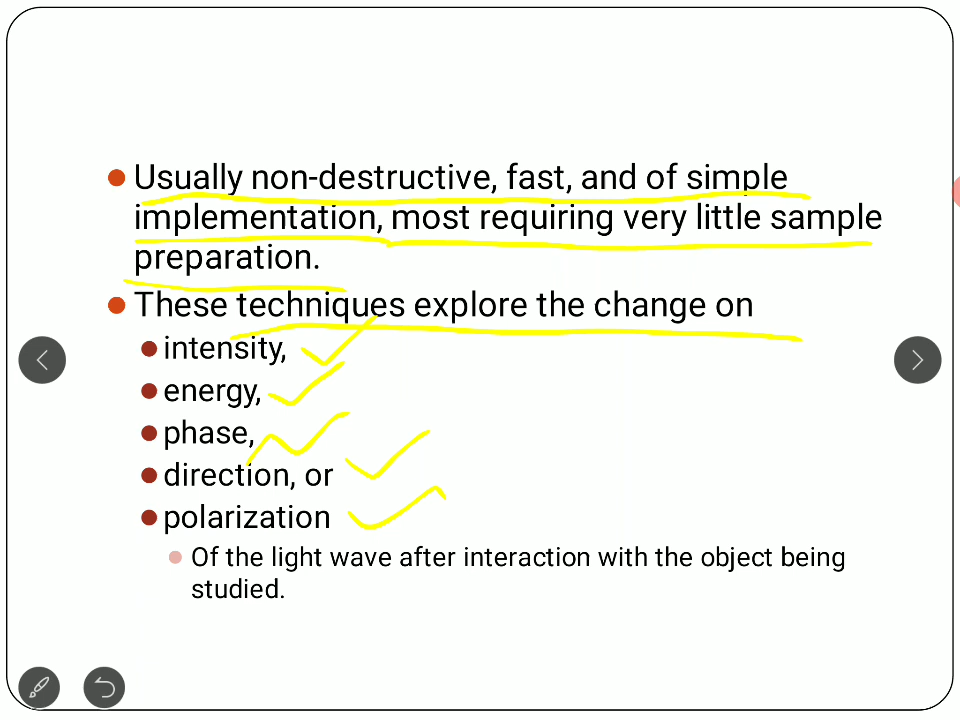 Usually non-destructive, fast, and of simple
implementation, most requiring very little sample
preparation.
These techniques explore the change on
intensity,
energy,
phase,
direction, or
polarization
Of the light wave after interaction with the object being
studied.